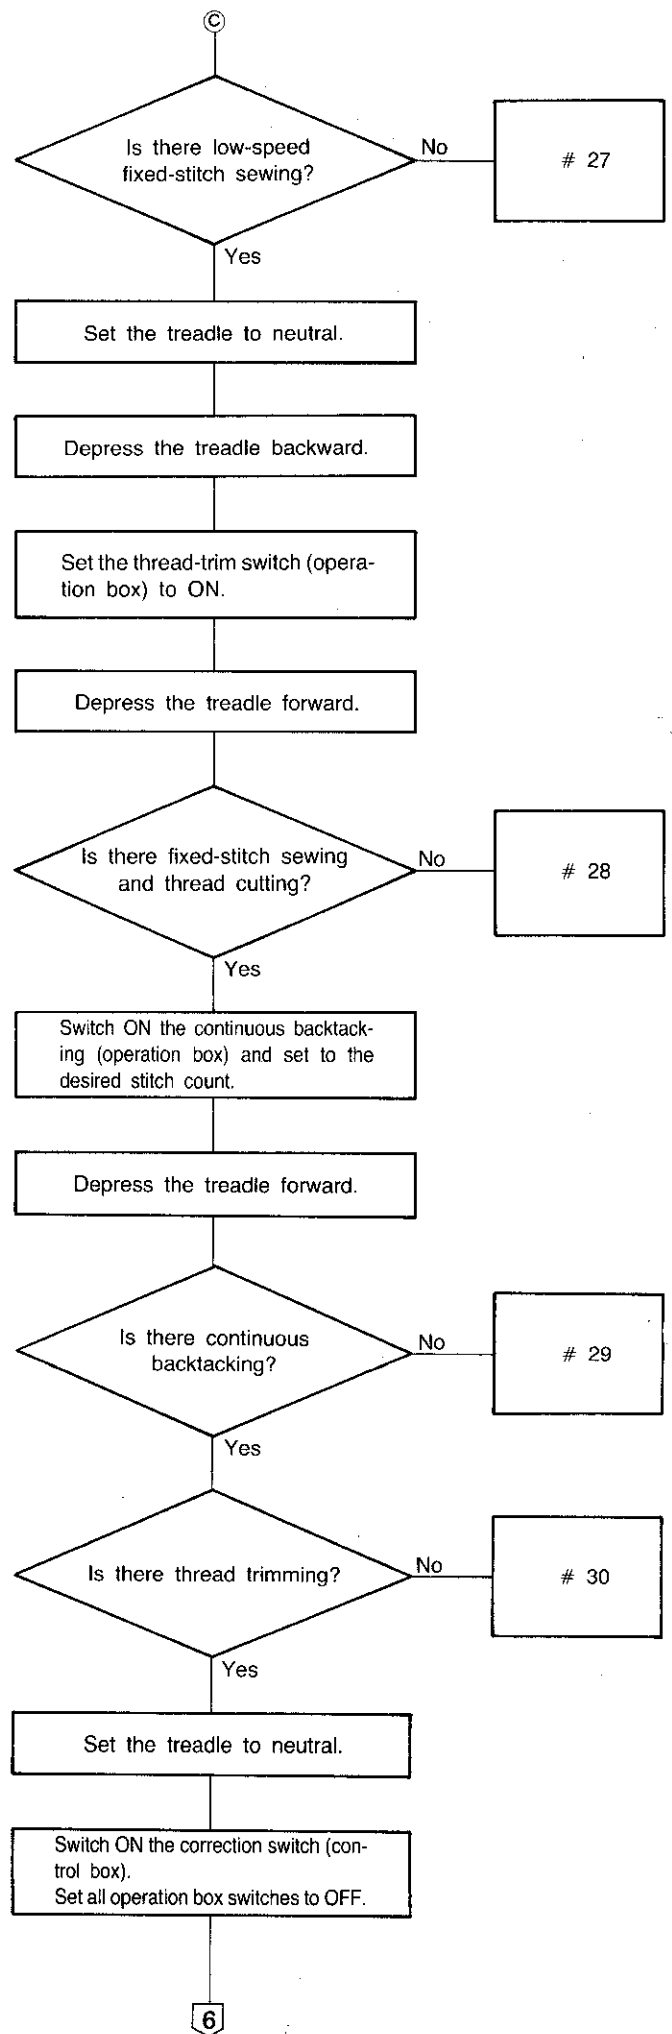 C
Is there low-speed
fixed-stitch sewing?
No
# 27
Yes
Set the treadle to neutral.
Depress the treadle backward.
Set the thread-trim switch (opera-
tion box) to ON.
Depress the treadle forward.
Is there fixed-stitch sewing
and thread cutting?
No
# 28
Yes
Switch ON the continuous backtack-
ing (operation box) and set to the
desired stitch count.
Depress the treadle forward.
Is there continuous
backtacking?
No
# 29
Yes
Is there thread trimming?
No
# 30
Yes
Set the treadle to neutral.
Switch ON the correction switch (con-
trol box).
Set all operation box switches to OFF.
6